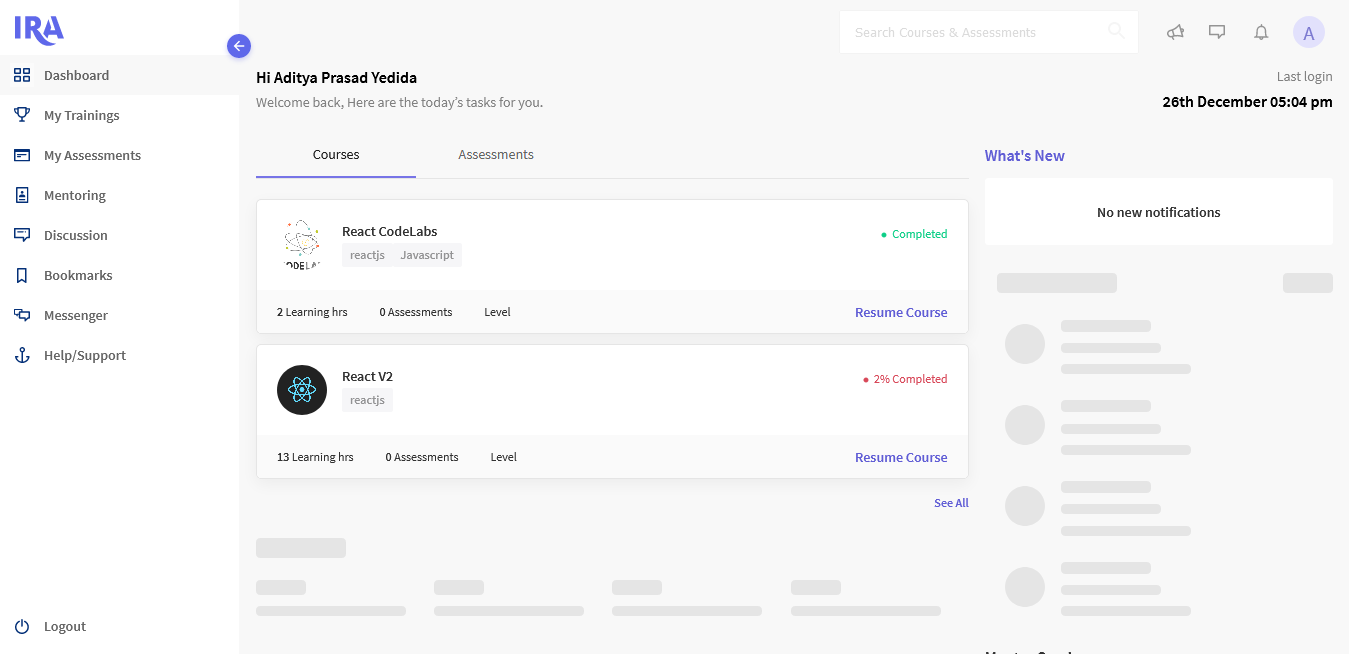 IRA
Search Courses & Assessments
A
Dashboard
My Trainings
My Assessments
Mentoring
Discussion
Bookmarks
Messenger
Help/Support
Logout
Hi Aditya Prasad Yedida
Welcome back, Here are the today's tasks for you.
Last login
26th December 05:04 pm
Courses
Assessments
React CodeLabs
reactjs
Javascript
Completed
2 Learning hrs
0 Assessments
Level
Resume Course
React V2
reactjs
2% Completed
13 Learning hrs
0 Assessments
Level
Resume Course
See All
What's New
No new notifications